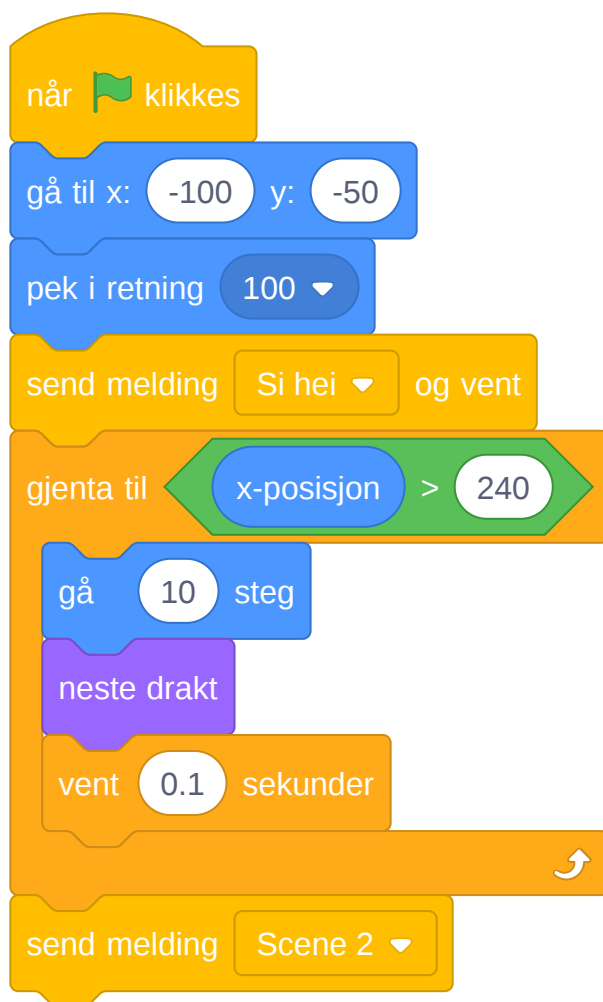 når klikkes
gå til x: -100 y: -50
pek i retning 100
send melding Si hei og vent
gjenta til x-posisjon > 240
gå 10 steg
neste drakt
vent 0.1 sekunder
send melding Scene 2